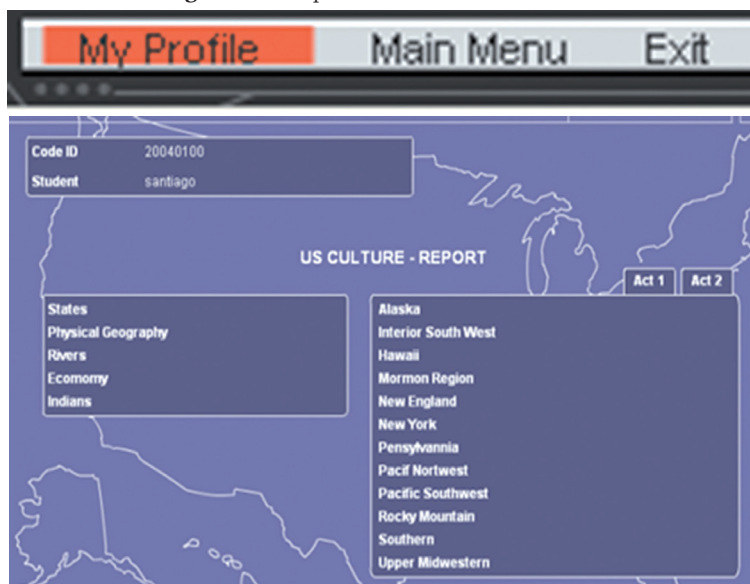 My Profile Main Menu Exit
Code ID 20040100
Student santiago
US CULTURE - REPORT
Act 1 Act 2
States
Physical Geography
Rivers
Ecomomy
Indians
Alaska
Interior South West
Hawaii
Mormon Region
New England
New York
Pensylvannia
Pacif Nortwest
Pacific Southwest
Rocky Mountain
Southern
Upper Midwestern